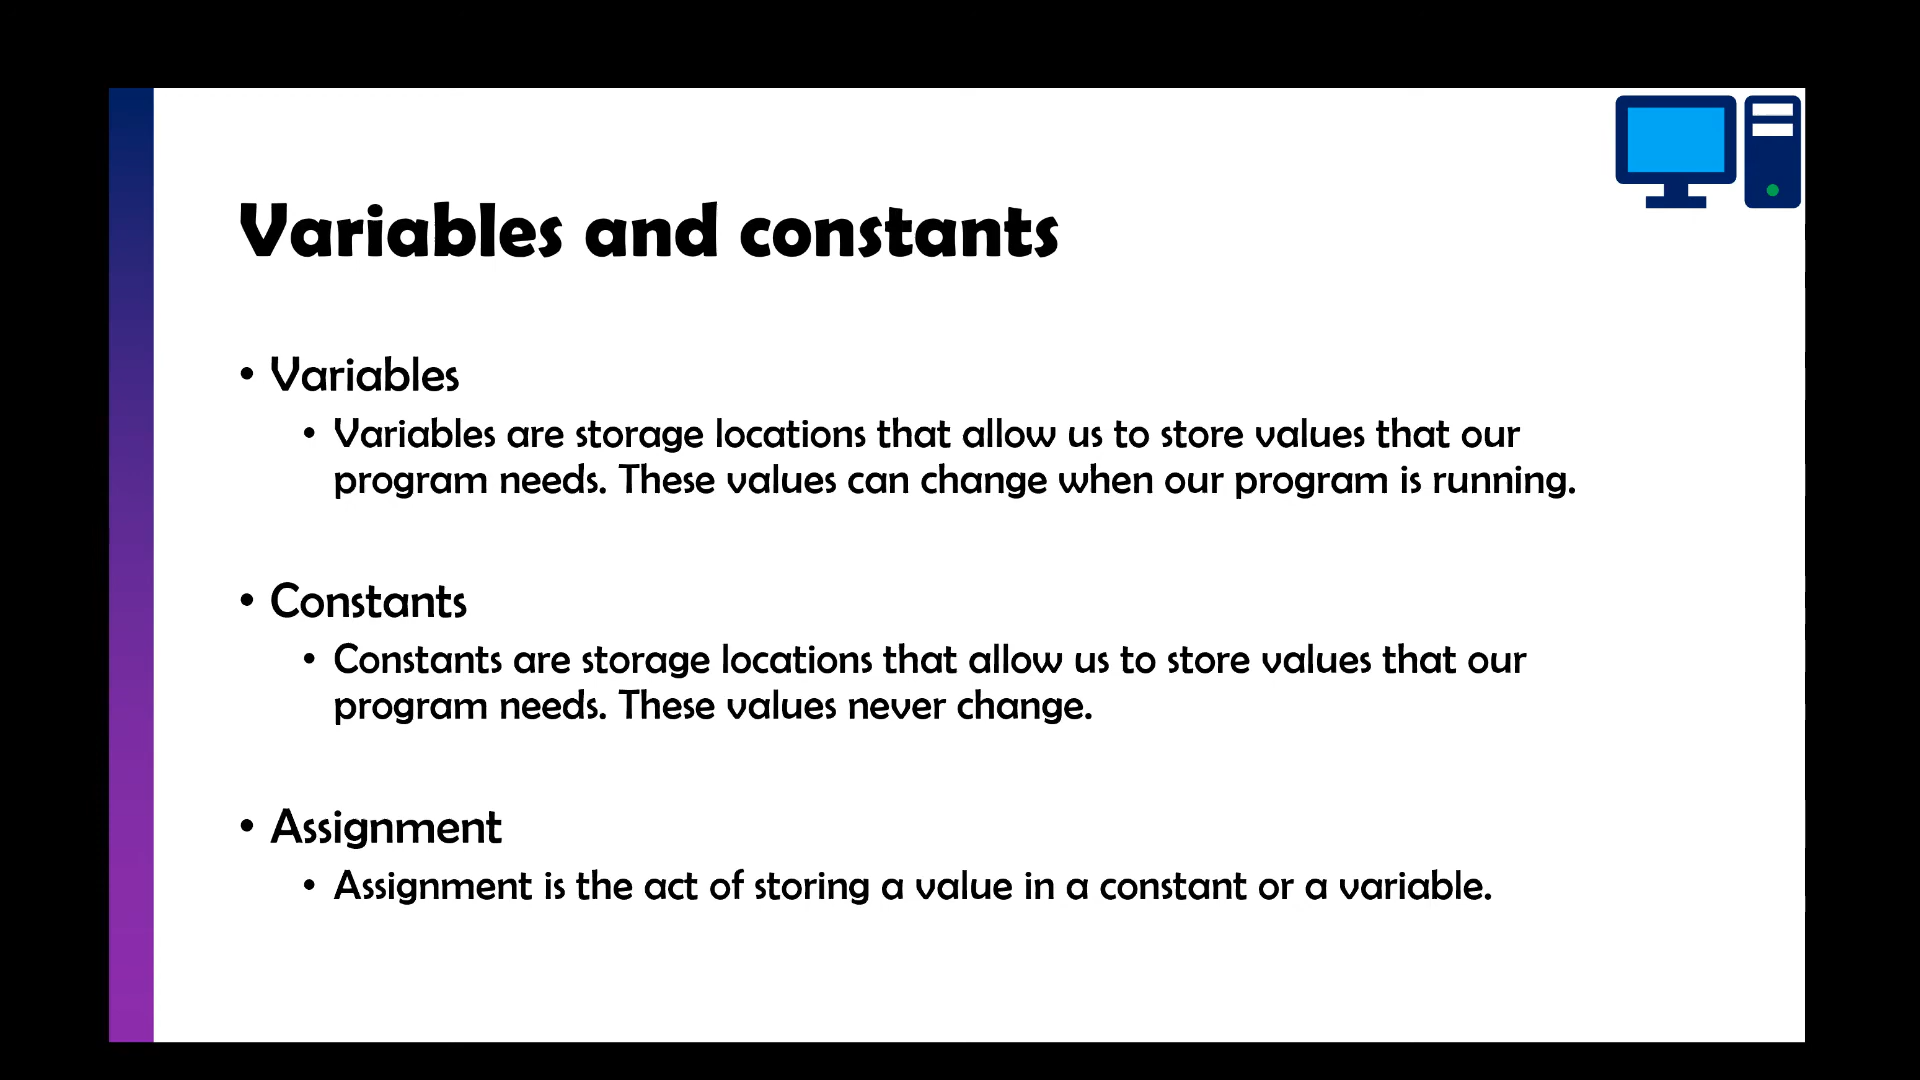 Variables and constants
• Variables
• Variables are storage locations that allow us to store values that our
program needs. These values can change when our program is running.
• Constants
• Constants are storage locations that allow us to store values that our
program needs. These values never change.
• Assignment
• Assignment is the act of storing a value in a constant or a variable.